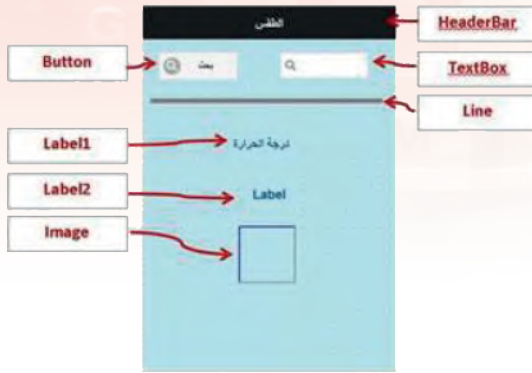 الطقس
HeaderBar
Button
بحث
TextBox
Line
Label1
درجة الحرارة
Label2
Label
Image